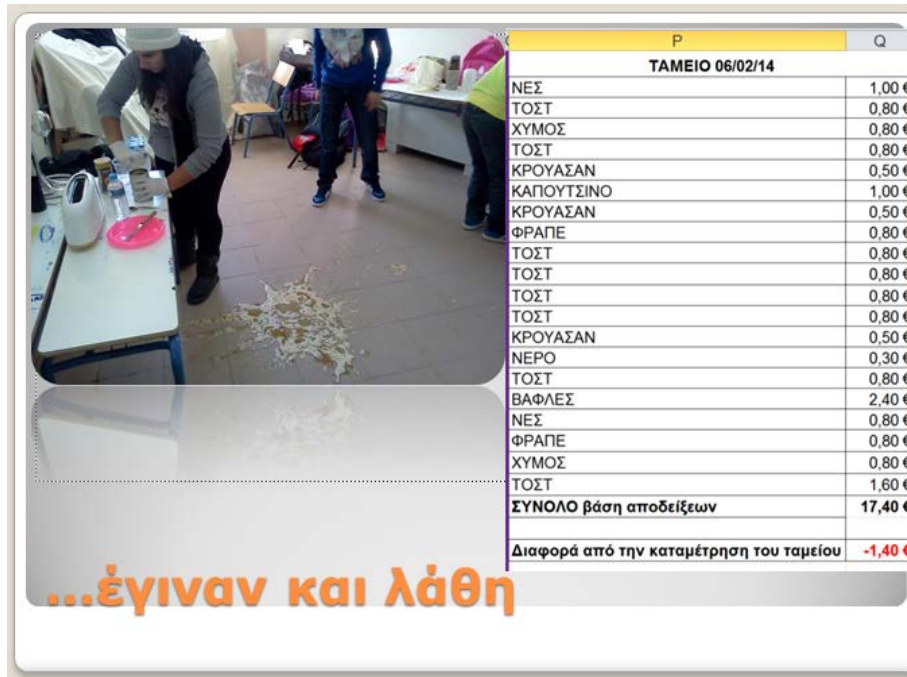 P Q
ΤΑΜΕΙΟ 06/02/14
ΝΕΣ 1,00 €
ΤΟΣΤ 0,80 €
ΧΥΜΟΣ 0,80 €
ΤΟΣΤ 0,80 €
ΚΡΟΥΑΣΑΝ 0,50 €
ΚΑΠΟΥΤΣΙΝΟ 1,00 €
ΚΡΟΥΑΣΑΝ 0,50 €
ΦΡΑΠΕ 0,80 €
ΤΟΣΤ 0,80 €
ΤΟΣΤ 0,80 €
ΤΟΣΤ 0,80 €
ΤΟΣΤ 0,80 €
ΚΡΟΥΑΣΑΝ 0,50 €
ΝΕΡΟ 0,30 €
ΤΟΣΤ 0,80 €
ΒΑΦΛΕΣ 2,40 €
ΝΕΣ 0,80 €
ΦΡΑΠΕ 0,80 €
ΧΥΜΟΣ 0,80 €
ΤΟΣΤ 1,60 €
ΣΥΝΟΛΟ βάση αποδείξεων 17,40 €
Διαφορά από την καταμέτρηση του ταμείου -1,40 €
...έγιναν και λάθη